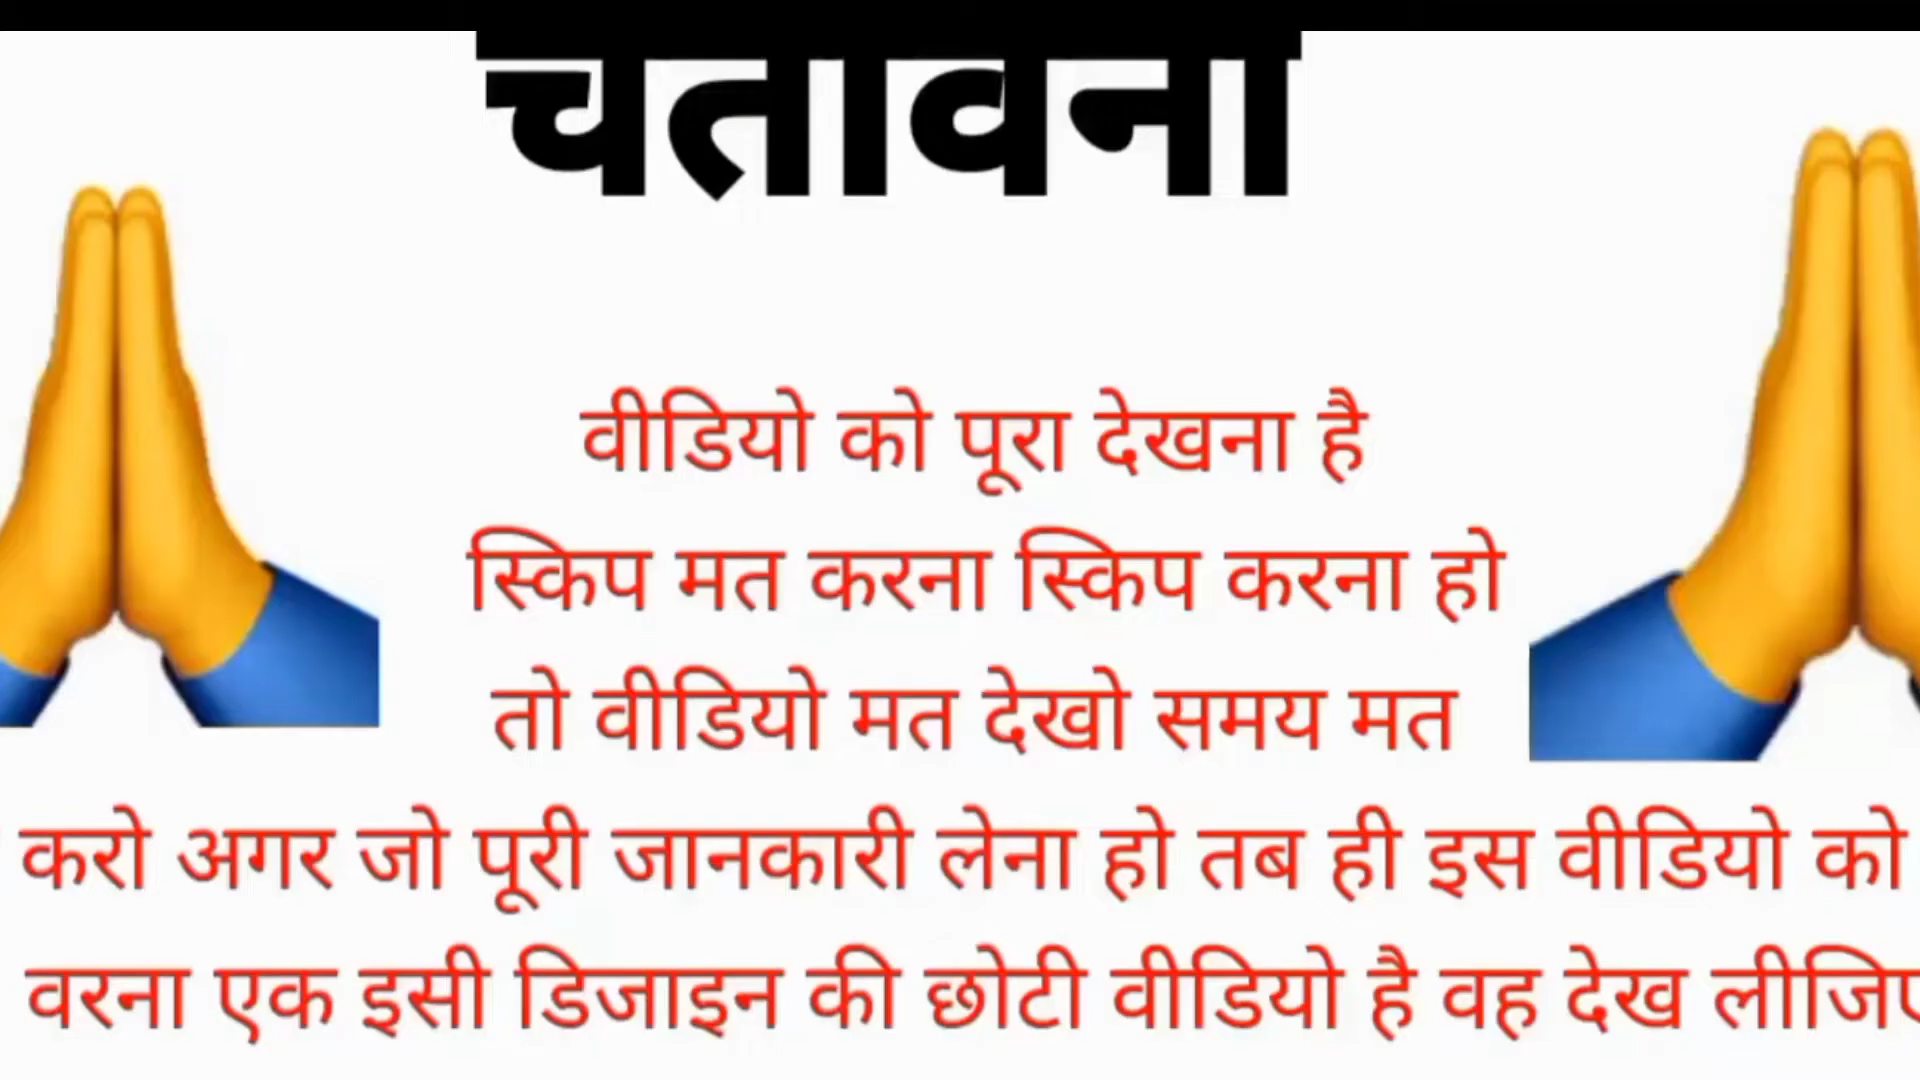 चेतावनी
वीडियो को पूरा देखना है
स्किप मत करना स्किप करना हो
तो वीडियो मत देखो समय मत
करो अगर जो पूरी जानकारी लेना हो तब ही इस वीडियो को
वरना एक इसी डिजाइन की छोटी वीडियो है वह देख लीजिए